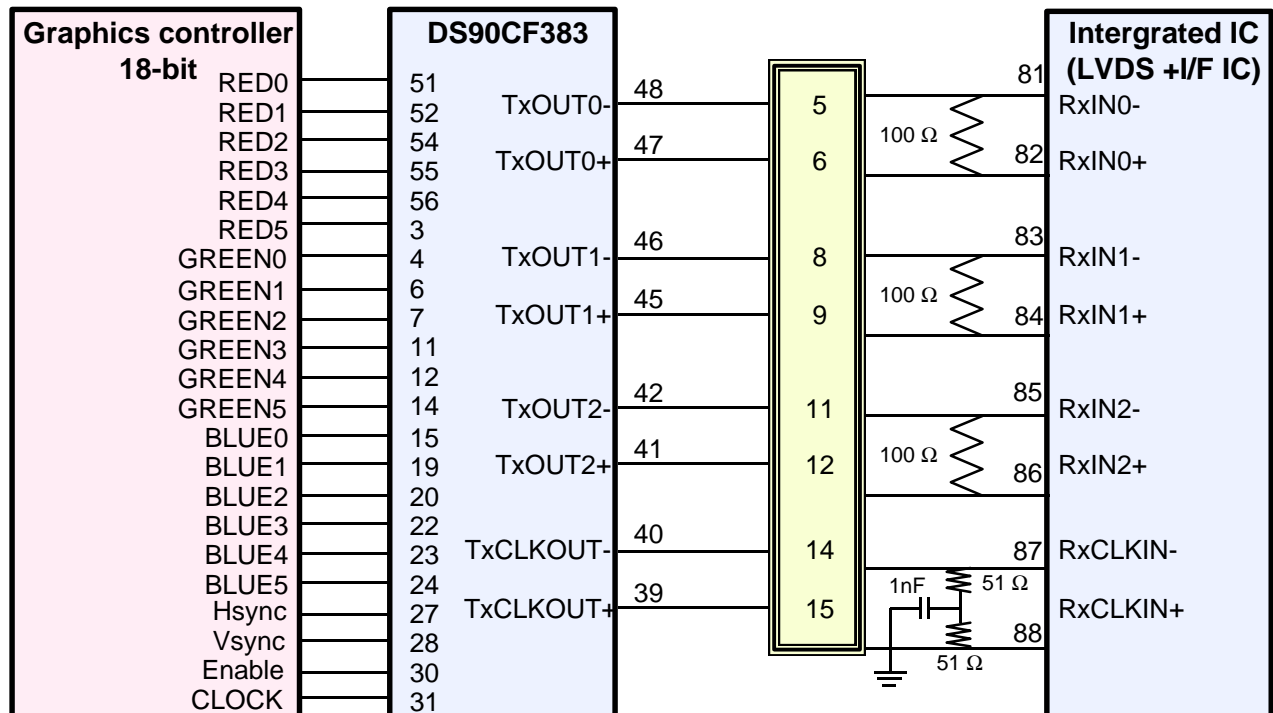 Graphics controller
18-bit
RED0
RED1
RED2
RED3
RED4
RED5
GREEN0
GREEN1
GREEN2
GREEN3
GREEN4
GREEN5
BLUE0
BLUE1
BLUE2
BLUE3
BLUE4
BLUE5
Hsync
Vsync
Enable
CLOCK
DS90CF383
51
52
54
55
56
3
4
6
7
11
12
14
15
19
20
22
23
24
27
28
30
31
TxOUT0-
TxOUT0+
TxOUT1-
TxOUT1+
TxOUT2-
TxOUT2+
TxCLKOUT-
TxCLKOUT+
48
47
46
45
42
41
40
39
5
6
8
9
11
12
14
15
100 Ω
100 Ω
100 Ω
1nF
51 Ω
51 Ω
81
82
83
84
85
86
87
88
Intergrated IC
(LVDS +I/F IC)
RxIN0-
RxIN0+
RxIN1-
RxIN1+
RxIN2-
RxIN2+
RxCLKIN-
RxCLKIN+